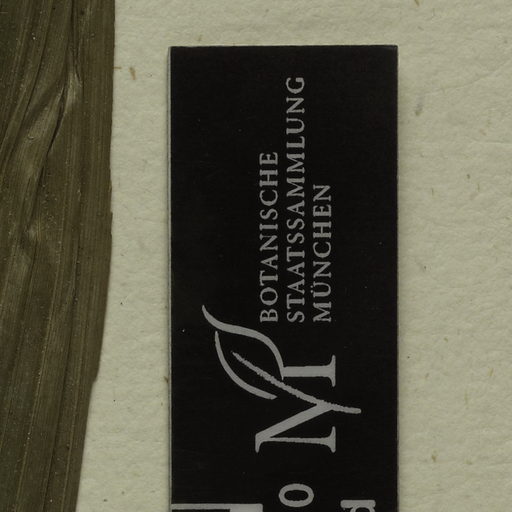 BOTANISCHE
STAATSSAMMLUNG
MÜNCHEN
M